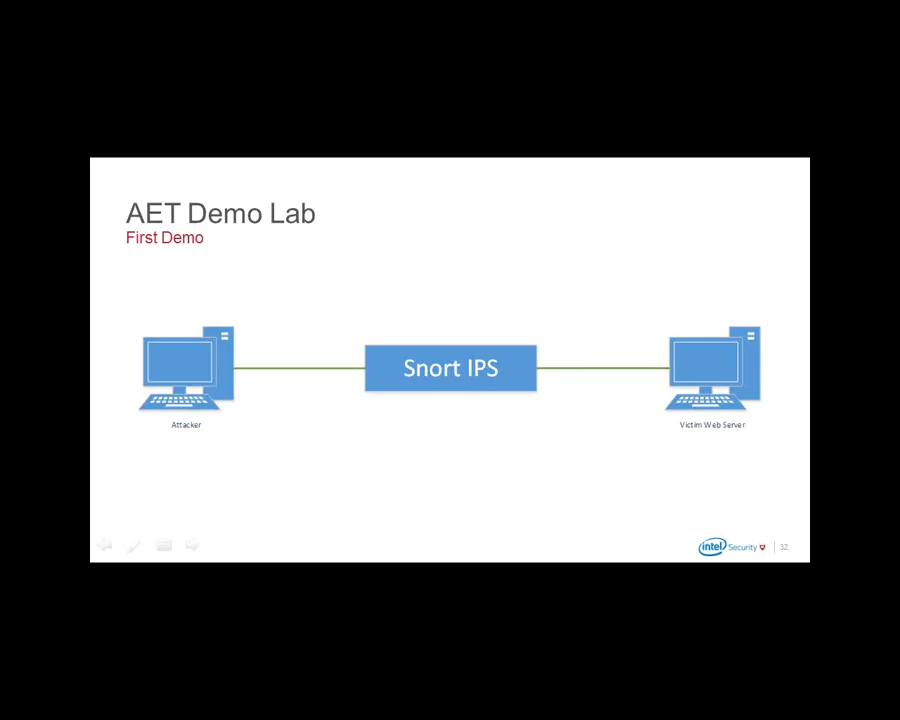 AET Demo Lab
First Demo
Snort IPS
Attacker
Victim Web Server
intel Security
32